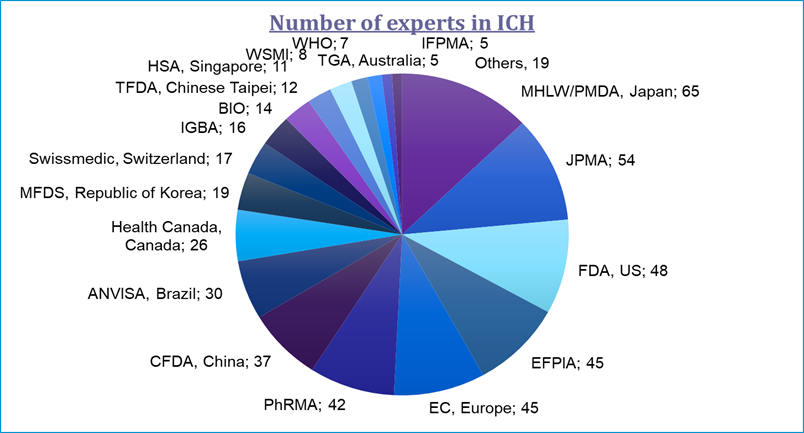 Number of experts in ICH
WHO; 7
IFPMA; 5
WSMI; 8
TGA, Australia; 5
HSA, Singapore; 11
Others, 19
TFDA, Chinese Taipei; 12
MHLW/PMDA, Japan; 65
BIO; 14
IGBA; 16
JPMA; 54
Swissmedic, Switzerland; 17
MFDS, Republic of Korea; 19
Health Canada,
Canada; 26
FDA, US; 48
ANVISA, Brazil; 30
CFDA, China; 37
EFPIA; 45
PhRMA; 42
EC, Europe; 45